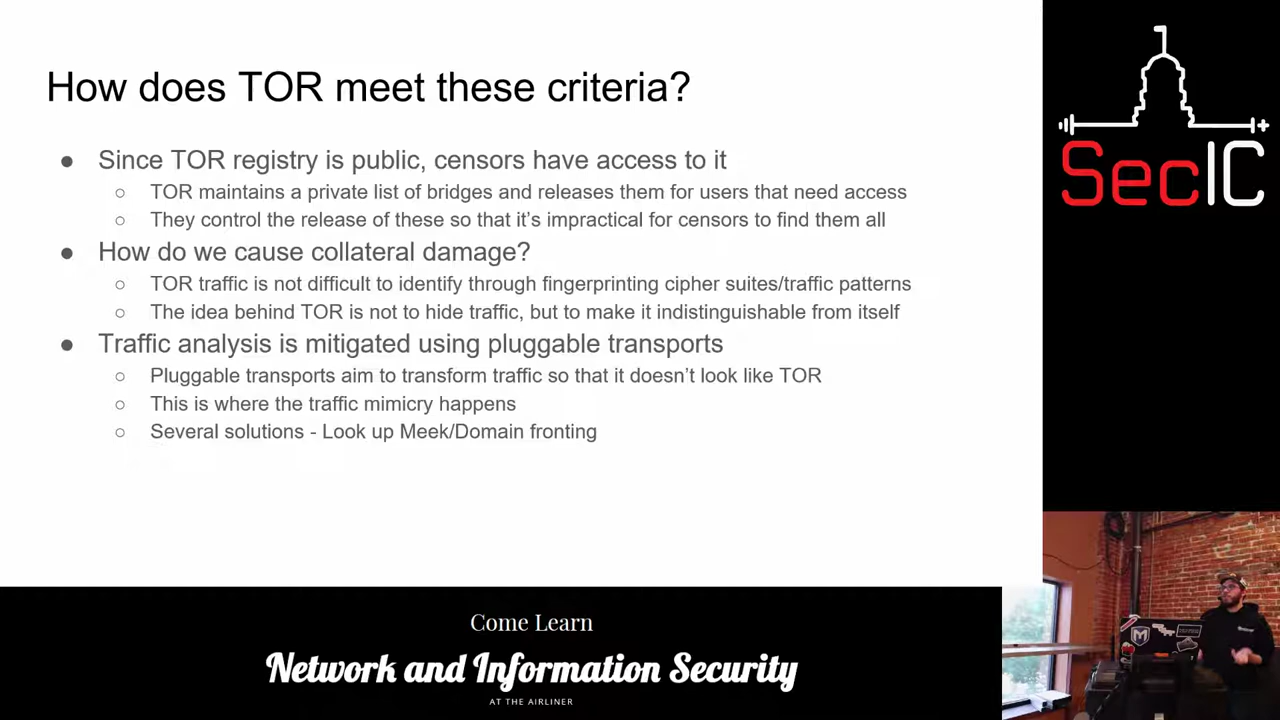 How does TOR meet these criteria?
● Since TOR registry is public, censors have access to it
○ TOR maintains a private list of bridges and releases them for users that need access
○ They control the release of these so that it's impractical for censors to find them all
● How do we cause collateral damage?
○ TOR traffic is not difficult to identify through fingerprinting cipher suites/traffic patterns
○ The idea behind TOR is not to hide traffic, but to make it indistinguishable from itself
● Traffic analysis is mitigated using pluggable transports
○ Pluggable transports aim to transform traffic so that it doesn't look like TOR
○ This is where the traffic mimicry happens
○ Several solutions - Look up Meek/Domain fronting
SecIC
Come Learn
Network and Information Security
AT THE AIRLINER